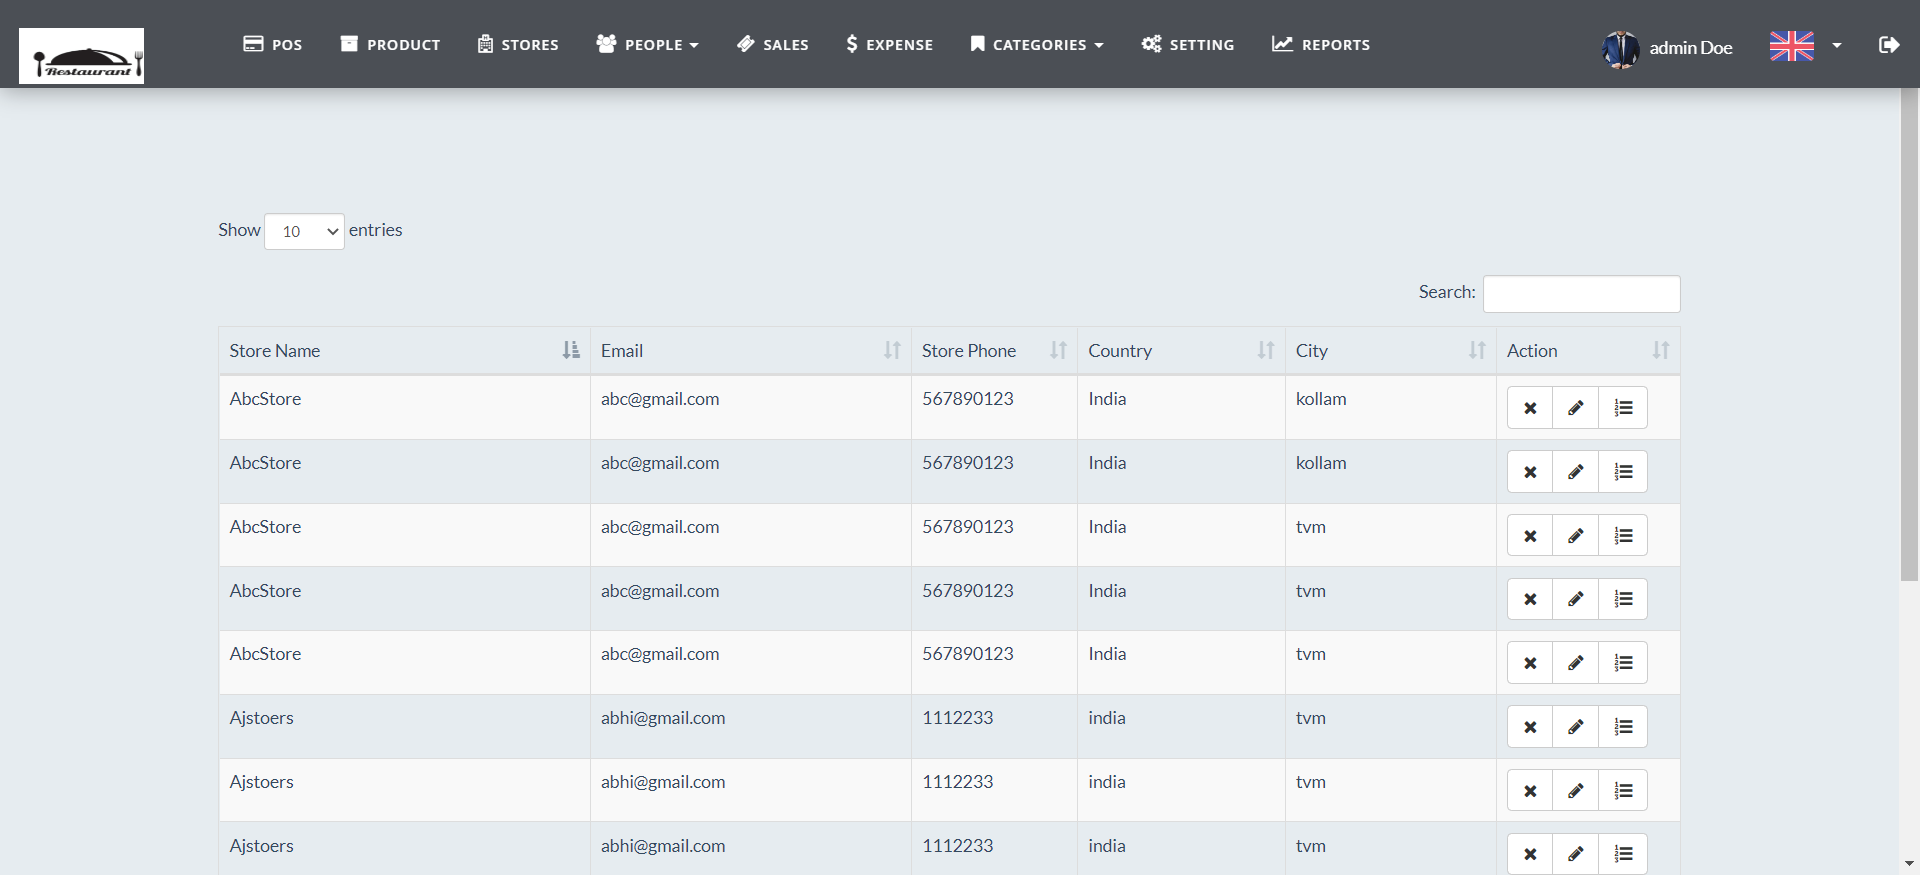 Restaurant
POS PRODUCT STORES PEOPLE SALES EXPENSE CATEGORIES SETTING REPORTS admin Doe
Show 10 entries
Search:
Store Name Email Store Phone Country City Action
AbcStore abc@gmail.com 567890123 India kollam
AbcStore abc@gmail.com 567890123 India kollam
AbcStore abc@gmail.com 567890123 India tvm
AbcStore abc@gmail.com 567890123 India tvm
AbcStore abc@gmail.com 567890123 India tvm
Ajstoers abhi@gmail.com 1112233 india tvm
Ajstoers abhi@gmail.com 1112233 india tvm
Ajstoers abhi@gmail.com 1112233 india tvm